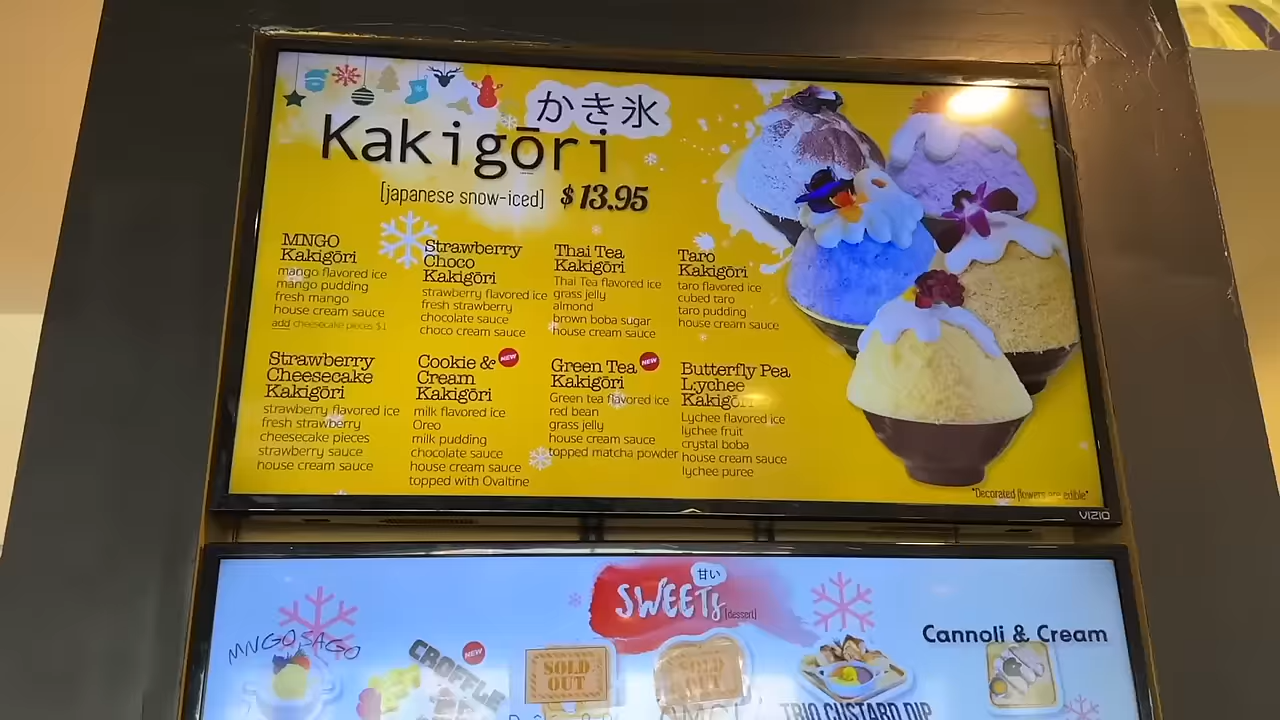 かき氷
Kakigōri
[japanese snow-iced] $13.95
MNGO
Kakigōri
mango flavored ice
mango pudding
fresh mango
house cream sauce
add cheesecake pieces $1
Strawberry
Choco
Kakigōri
strawberry flavored ice
fresh strawberry
chocolate sauce
choco cream sauce
Thai Tea
Kakigōri
Thai Tea flavored ice
grass jelly
almond
brown boba sugar
house cream sauce
Taro
Kakigōri
taro flavored ice
cubed taro
taro pudding
house cream sauce
Strawberry
Cheesecake
Kakigōri
strawberry flavored ice
fresh strawberry
cheesecake pieces
strawberry sauce
house cream sauce
Cookie & NEW
Cream
Kakigōri
milk flavored ice
Oreo
milk pudding
chocolate sauce
house cream sauce
topped with Ovaltine
Green Tea NEW
Kakigōri
Green tea flavored ice
red bean
grass jelly
house cream sauce
topped matcha powder
Butterfly Pea
L:ychee
Kakigōri
Lychee flavored ice
lychee fruit
crystal boba
house cream sauce
lychee puree
*Decorated flowers are edible*
VIZIO
甘い
SWEETs [dessert]
MNGO SAGO
NEW
CROFFLE
SOLD
OUT
SOLD
OUT
TRIO CUSTARD DIP
Cannoli & Cream